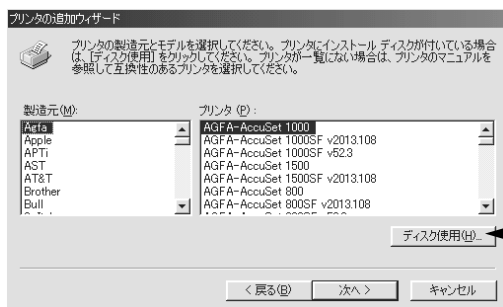 プリンタの追加ウィザード
プリンタの製造元とモデルを選択してください。プリンタにインストール ディスクが付いている場合
は、[ディスク使用] をクリックしてください。プリンタが一覧にない場合は、プリンタのマニュアルを
参照して互換性のあるプリンタを選択してください。
製造元(M):
プリンタ (P) :
Agfa
Apple
APTi
AST
AT&T
Brother
Bull
AGFA-AccuSet 1000
AGFA-AccuSet 1000SF v2013.108
AGFA-AccuSet 1000SF v52.3
AGFA-AccuSet 1500
AGFA-AccuSet 1500SF v2013.108
AGFA-AccuSet 800
AGFA-AccuSet 800SF v2013.108
ディスク使用(H)...
< 戻る(B)
次へ >
キャンセル